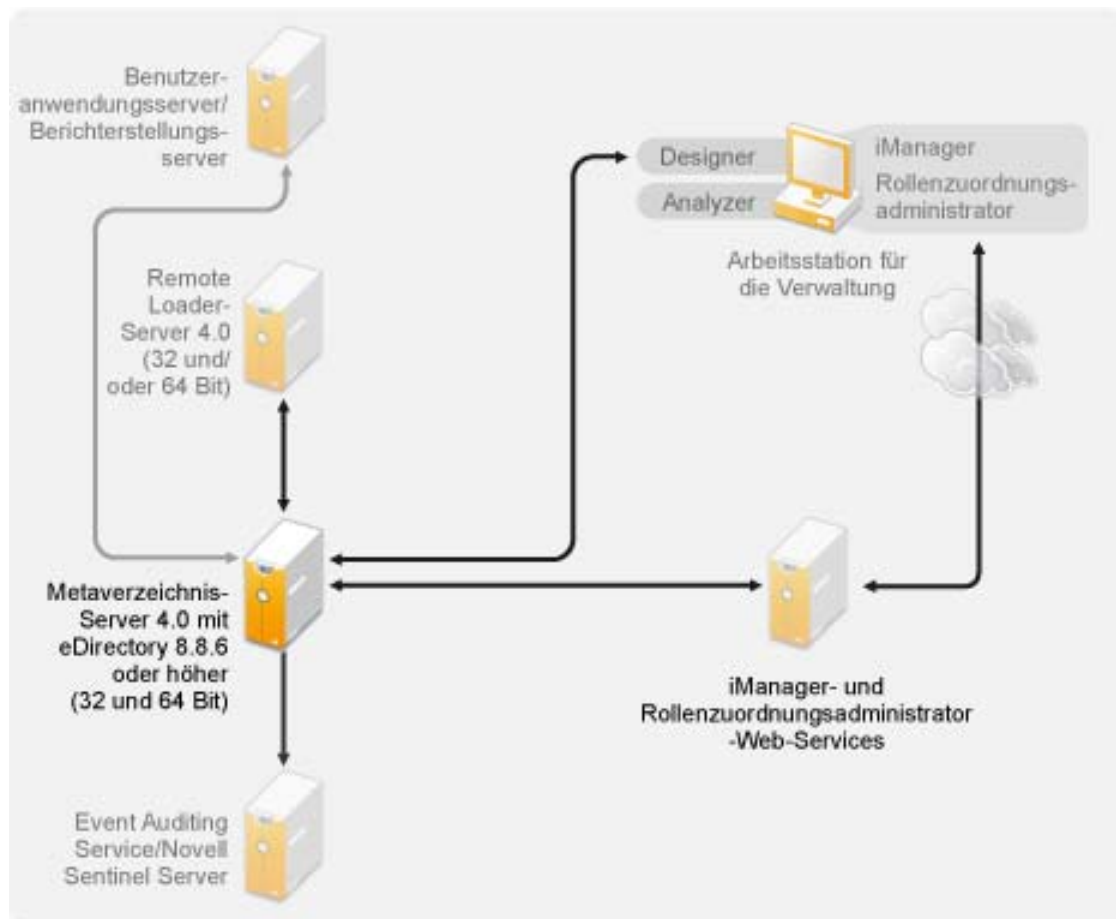 Benutzer-
anwendungsserver/
Berichterstellungs-
server
Designer
Analyzer
iManager
Rollenzuordnungs-
administrator
Arbeitsstation für
die Verwaltung
Remote
Loader-
Server 4.0
(32 und/
oder 64 Bit)
Metaverzeichnis-
Server 4.0 mit
eDirectory 8.8.6
oder höher
(32 und 64 Bit)
iManager- und
Rollenzuordnungsadministrator
-Web-Services
Event Auditing
Service/Novell
Sentinel Server